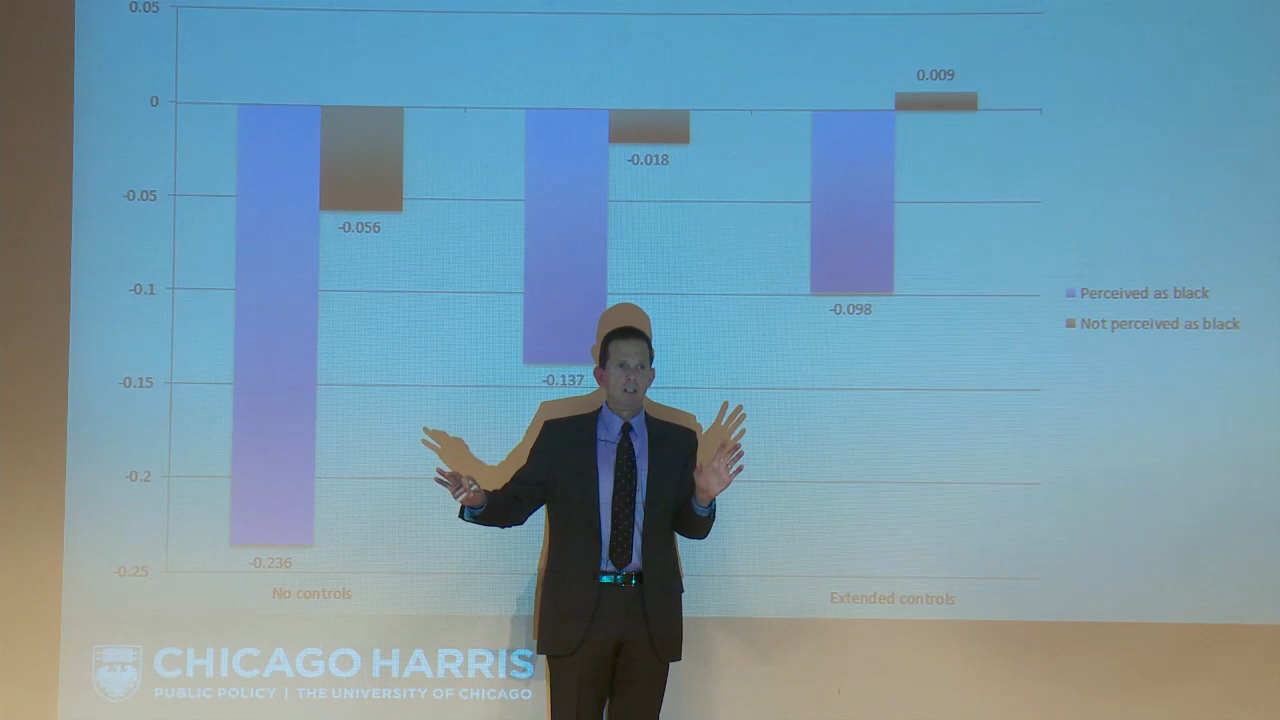 0.05
0.009
0
-0.018
-0.05
-0.056
-0.1
Perceived as black
-0.098
Not perceived as black
-0.15
-0.137
-0.2
-0.236
-0.25
No controls
Extended controls
CHICAGO HARRIS
PUBLIC POLICY | THE UNIVERSITY OF CHICAGO